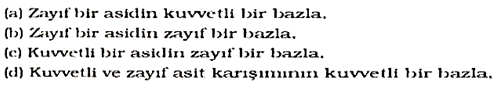 (a) Zayıf bir asidin kuvvetli bir bazla.
(b) Zayıf bir asidin zayıf bir bazla.
(c) Kuvvetli bir asidin zayıf bir bazla.
(d) Kuvvetli ve zayıf asit karışımının kuvvetli bir bazla.